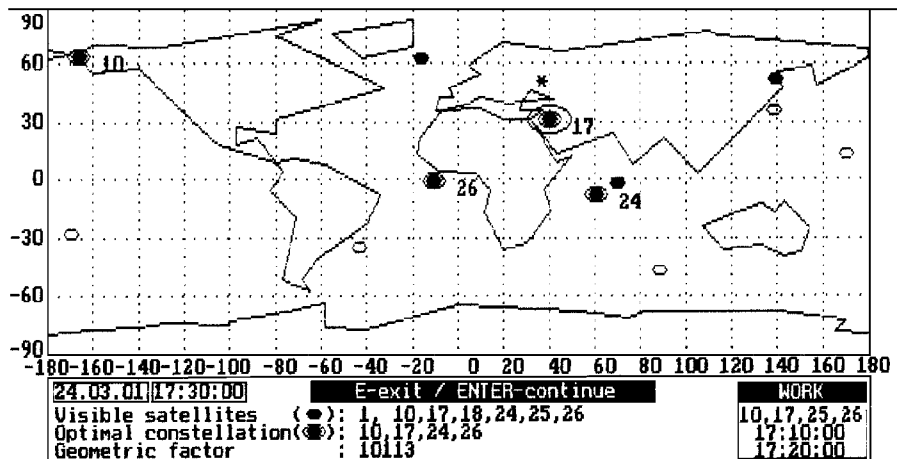 90
60
10
*
30
17
0
26
24
-30
-60
-90
-180 -160 -140 -120 -100 -80 -60 -40 -20 0 20 40 60 80 100 120 140 160 180
24.03.01 17:30:00 E-exit / ENTER-continue WORK
Visible satellites ( ): 1, 10,17,18,24,25,26 10,17,25,26
Optimal constellation( ): 10,17,24,26 17:10:00
Geometric factor : 10113 17:20:00